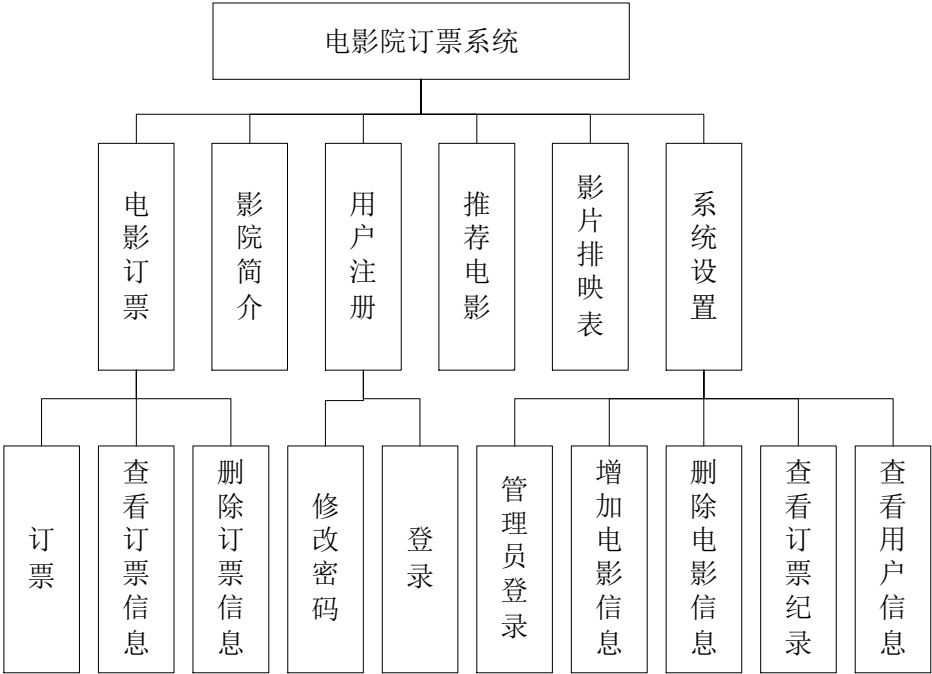 电影院订票系统
电影订票
影院简介
用户注册
推荐电影
影片排映表
系统设置
订票
查看订票信息
删除订票信息
修改密码
登录
管理员登录
增加电影信息
删除电影信息
查看订票纪录
查看用户信息